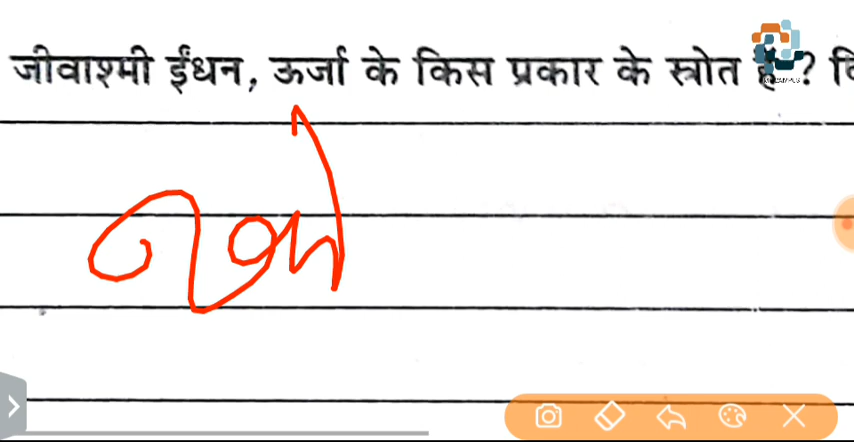 जीवाश्मी ईंधन, ऊर्जा के किस प्रकार के स्त्रोत हैं ?